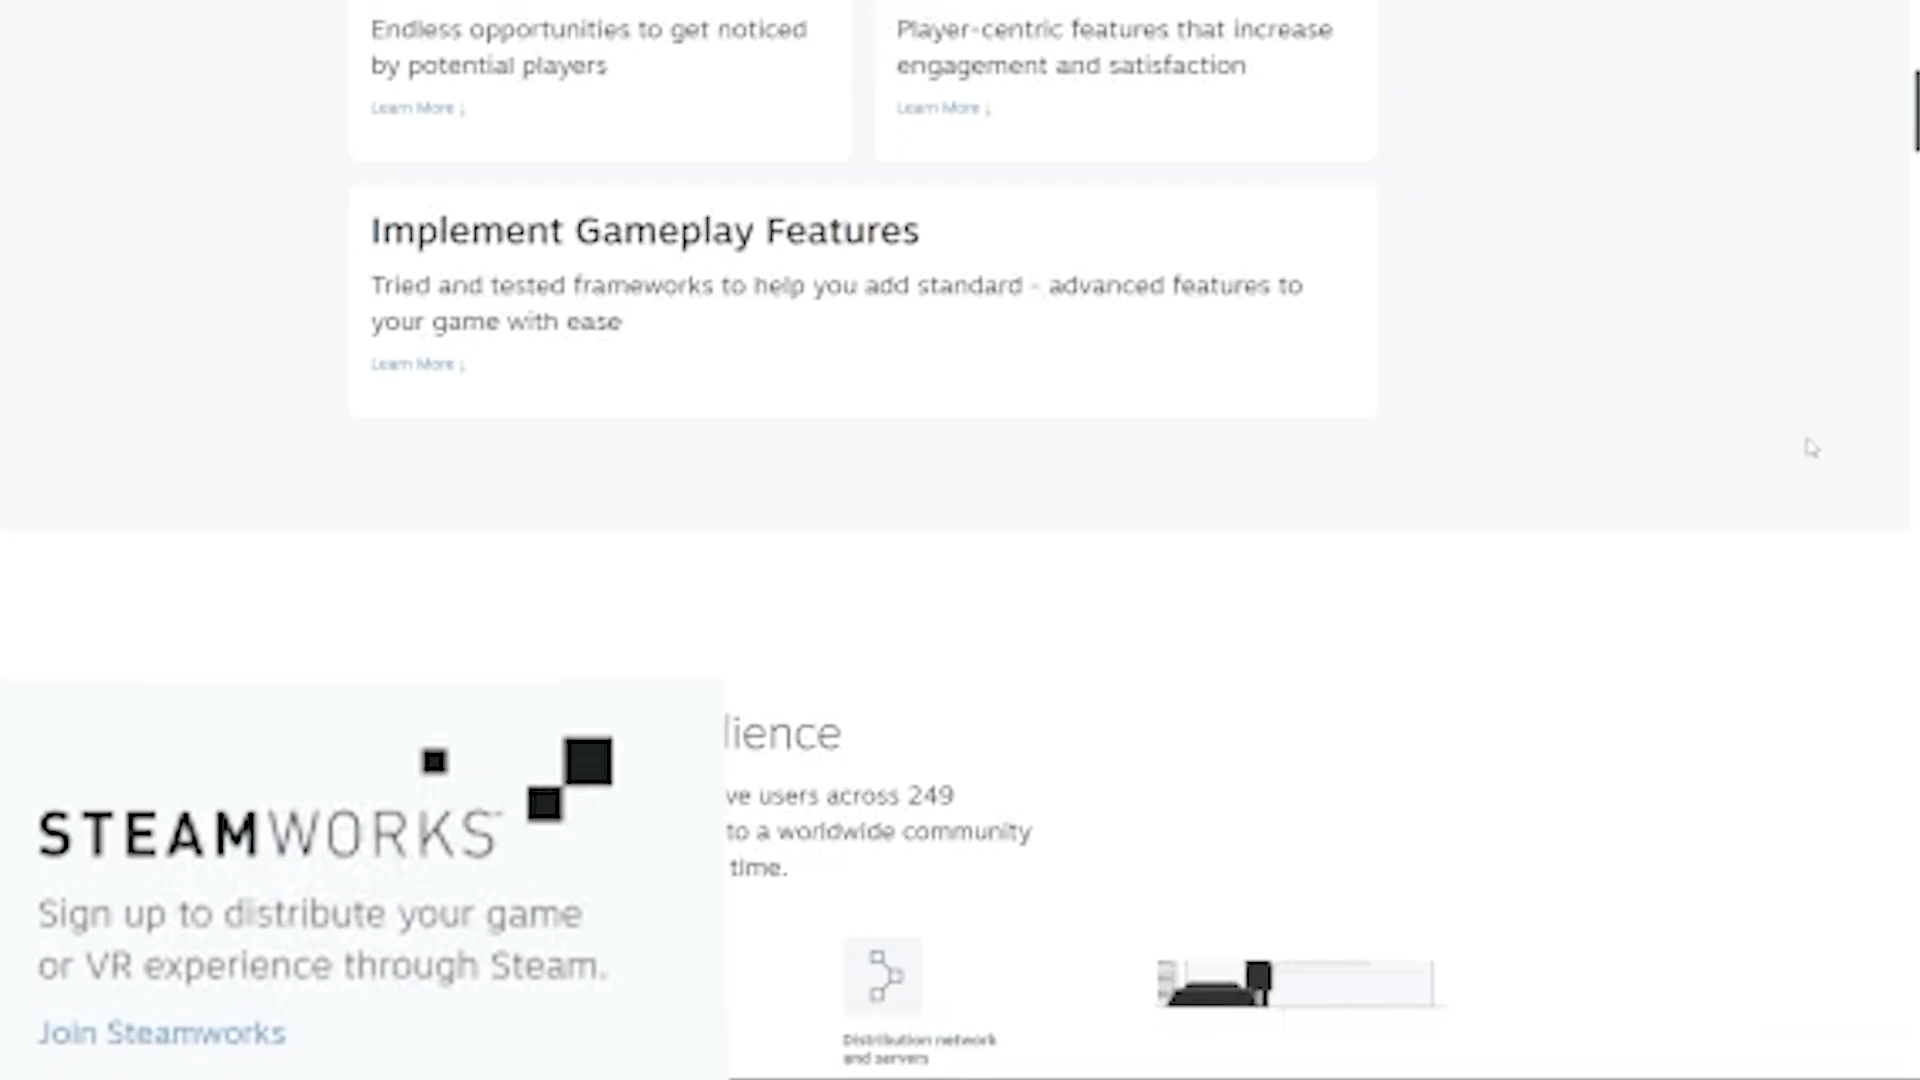 Endless opportunities to get noticed
by potential players
Learn More ↓
Player-centric features that increase
engagement and satisfaction
Learn More ↓
Implement Gameplay Features
Tried and tested frameworks to help you add standard - advanced features to
your game with ease
Learn More ↓
lience
ve users across 249
to a worldwide community
time.
STEAMWORKS™
Sign up to distribute your game
or VR experience through Steam.
Join Steamworks
Distribution network
and servers